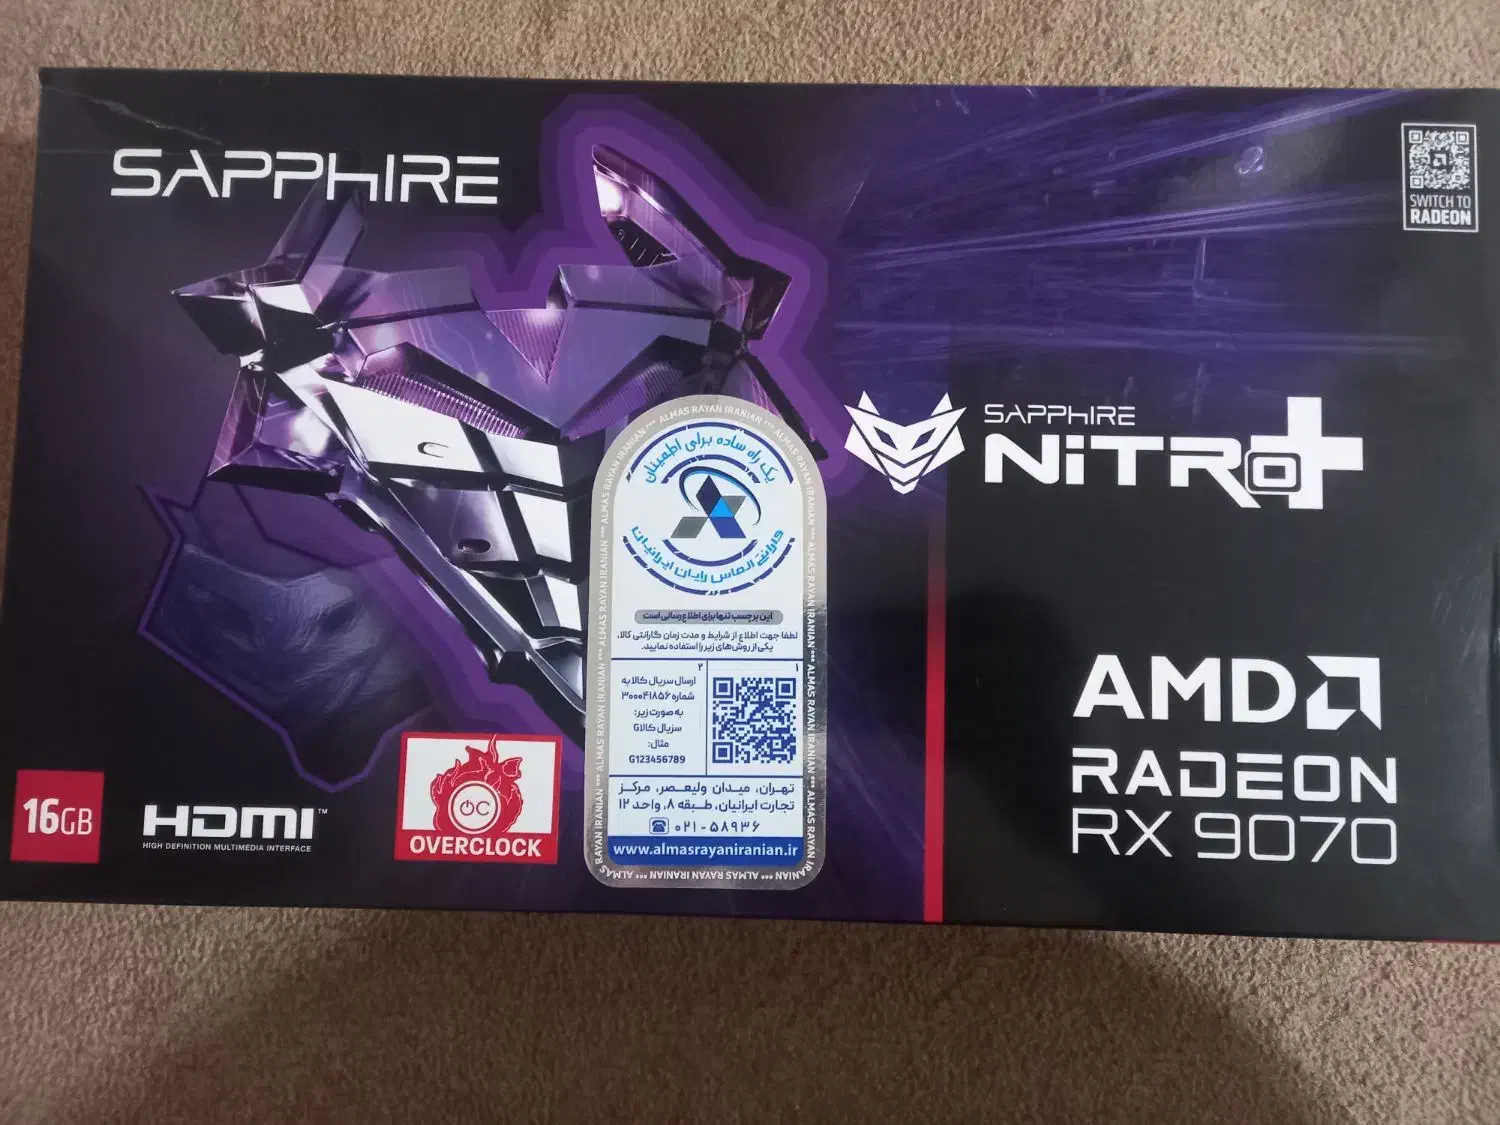 SAPPHIRE
SWITCH TO
RADEON
SAPPHIRE
NITRO+
AMD
RADEON
RX 9070
16GB
HDMI™
HIGH DEFINITION MULTIMEDIA INTERFACE
OC
OVERCLOCK
ALMAS RAYAN IRANIAN
یک راه ساده برای اطمینان
گارانتی الماس رایان ایرانیان
این برچسب تنها برای اطلاع رسانی است
لطفا جهت اطلاع از شرایط و مدت زمان گارانتی کالا،
یکی از روش‌های زیر را استفاده نمایید.
۱
۲
ارسال سریال کالا به
شماره ۳۰۰۰۴۱۸۵۶
به صورت زیر:
سریال کالاG
مثال:
G123456789
تهران، میدان ولیعصر، مرکز
تجارت ایرانیان، طبقه ۸، واحد ۱۲
۰۲۱-۵۸۹۳۶
www.almasrayaniranian.ir